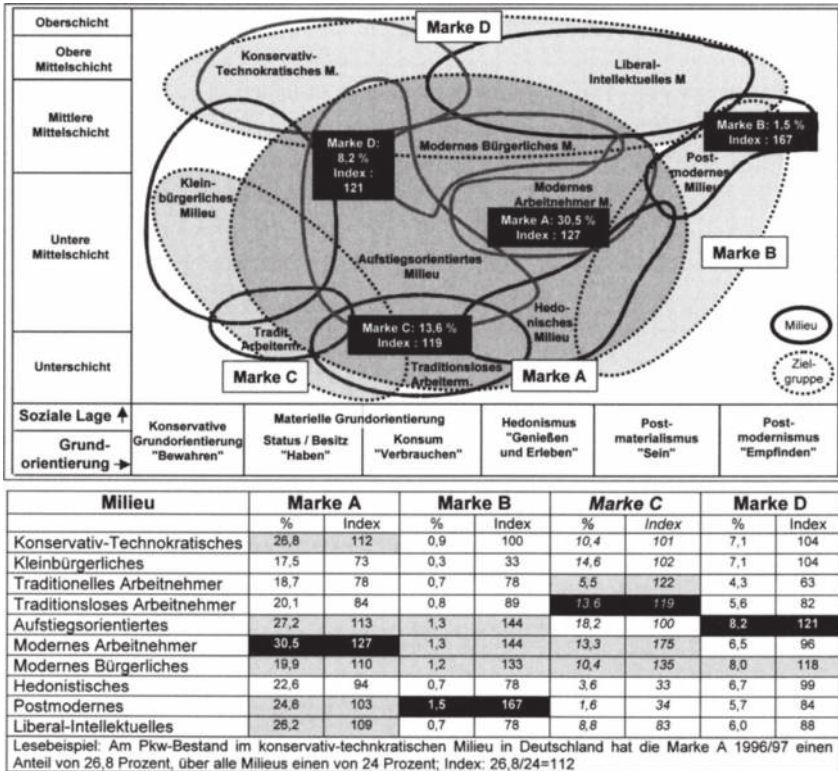 Oberschicht
Obere
Mittelschicht
Mittlere
Mittelschicht
Untere
Mittelschicht
Unterschicht
Marke D
Konservativ-
Technokratisches M.
Liberal-
Intellektuelles M
Marke D:
8,2 %
Index :
121
Modernes Bürgerliches M.
Marke B: 1,5 %
Index : 167
Post-
modernes
Milieu
Klein-
bürgerliches
Milieu
Modernes
Arbeitnehmer M.
Marke A: 30.5 %
Index : 127
Marke B
Aufstiegsorientiertes
Milieu
Hedo-
nisches
Milieu
Marke C: 13,6 %
Index : 119
Tradit.
Arbeiterm.
Traditionsloses
Arbeiterm.
Marke C
Marke A
Milieu
Ziel-
gruppe
Soziale Lage
Grund-
orientierung
Konservative
Grundorientierung
"Bewahren"
Materielle Grundorientierung
Status / Besitz
"Haben"
Konsum
"Verbrauchen"
Hedonismus
"Genießen
und Erleben"
Post-
materialismus
"Sein"
Post-
modernismus
"Empfinden"
Milieu Marke A Marke B Marke C Marke D
% Index % Index % Index % Index
Konservativ-Technokratisches 26,8 112 0,9 100 10,4 101 7,1 104
Kleinbürgerliches 17,5 73 0,3 33 14,6 102 7,1 104
Traditionelles Arbeitnehmer 18,7 78 0,7 78 5,5 122 4,3 63
Traditionsloses Arbeitnehmer 20,1 84 0,8 89 13.6 119 5,6 82
Aufstiegsorientiertes 27,2 113 1,3 144 18,2 100 8,2 121
Modernes Arbeitnehmer 30,5 127 1,3 144 13,3 175 6,5 96
Modernes Bürgerliches 19,9 110 1,2 133 10,4 135 8,0 118
Hedonistisches 22,6 94 0,7 78 3,6 33 6,7 99
Postmodernes 24,6 103 1,5 167 1,6 34 5,7 84
Liberal-Intellektuelles 26,2 109 0,7 78 8,8 83 6,0 88
Lesebeispiel: Am Pkw-Bestand im konservativ-technkratischen Milieu in Deutschland hat die Marke A 1996/97 einen
Anteil von 26,8 Prozent, über alle Milieus einen von 24 Prozent; Index: 26,8/24=112